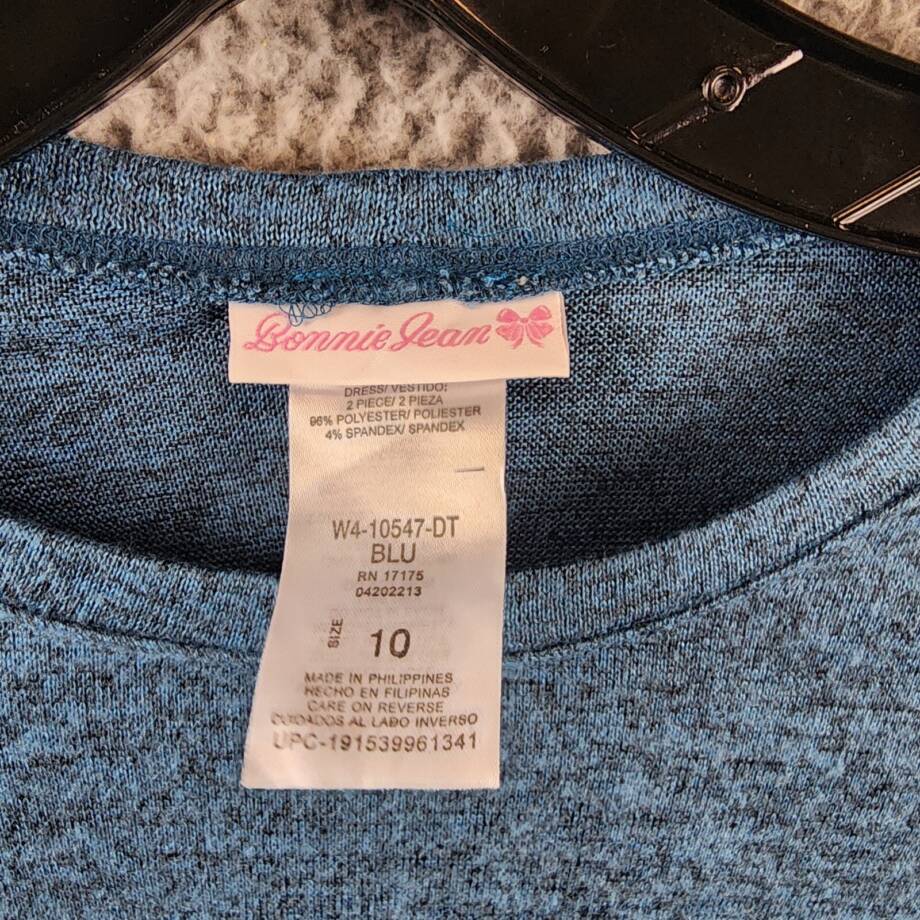 Bonnie Jean
DRESS/ VESTIDO:
2 PIECE/ 2 PIEZA
96% POLYESTER/ POLIESTER
4% SPANDEX/ SPANDEX
W4-10547-DT
BLU
RN 17175
04202213
SIZE 10
MADE IN PHILIPPINES
HECHO EN FILIPINAS
CARE ON REVERSE
CUIDADOS AL LADO INVERSO
UPC-191539961341